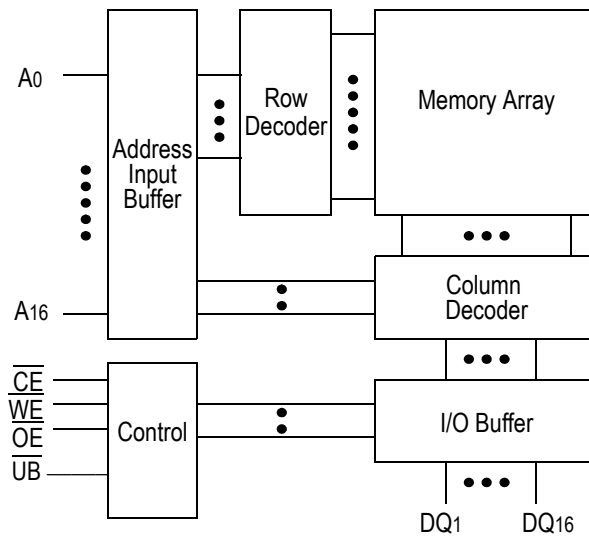 A0
Address
Input
Buffer
Row
Decoder
Memory Array
A16
Column
Decoder
CE
WE
OE
UB
Control
I/O Buffer
DQ1
DQ16